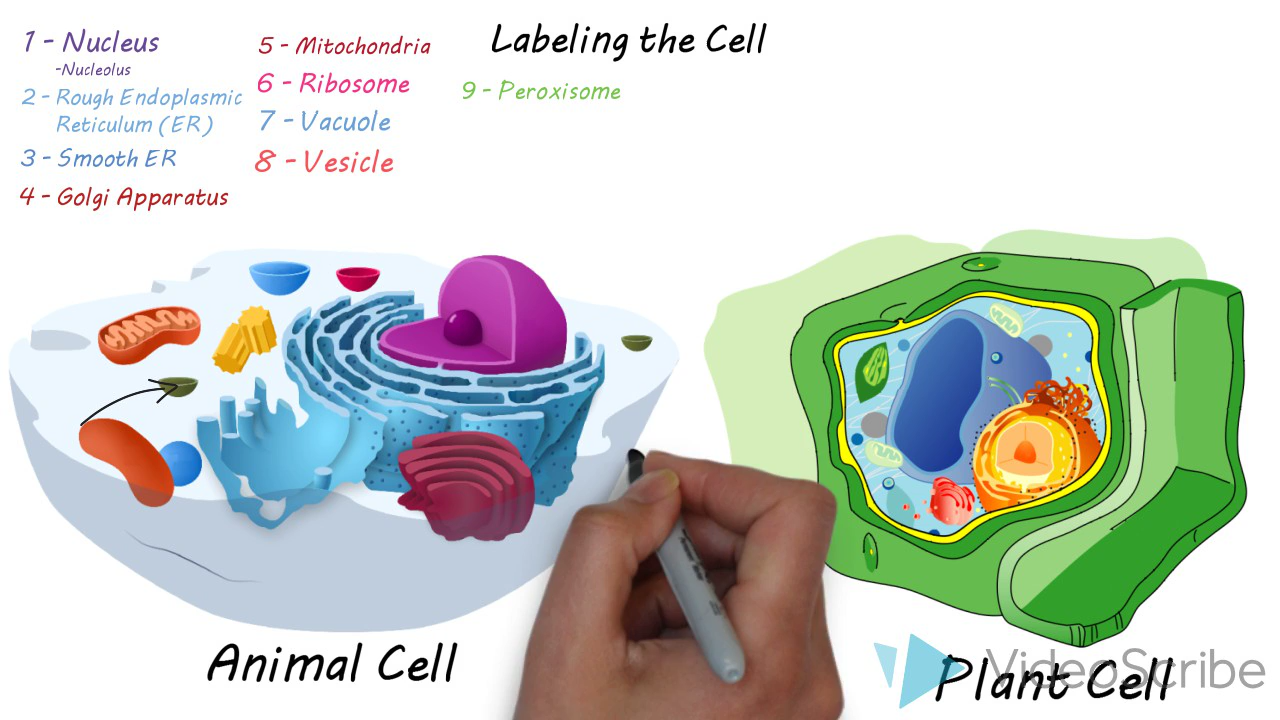 Labeling the Cell
1 - Nucleus
-Nucleolus
2 - Rough Endoplasmic
Reticulum (ER)
3 - Smooth ER
4 - Golgi Apparatus
5 - Mitochondria
6 - Ribosome
7 - Vacuole
8 - Vesicle
9 - Peroxisome
Animal Cell
Plant Cell
VideoScribe